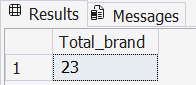 Results Messages
Total_brand
1 23